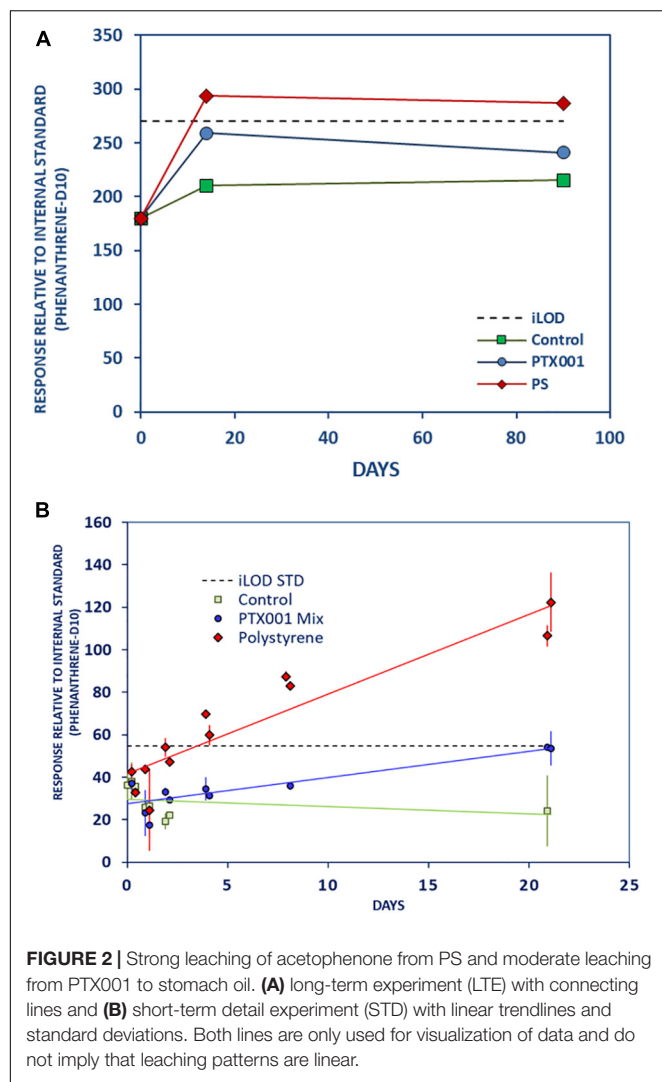 A
RESPONSE RELATIVE TO INTERNAL STANDARD
(PHENANTHRENE-D10)
350
300
250
200
150
100
50
0
iLOD
Control
PTX001
PS
0 20 40 60 80 100
DAYS
B
RESPONSE RELATIVE TO INTERNAL STANDARD
(PHENANTHRENE-D10)
160
140
120
100
80
60
40
20
0
iLOD STD
Control
PTX001 Mix
Polystyrene
0 5 10 15 20 25
DAYS
FIGURE 2 | Strong leaching of acetophenone from PS and moderate leaching
from PTX001 to stomach oil. (A) long-term experiment (LTE) with connecting
lines and (B) short-term detail experiment (STD) with linear trendlines and
standard deviations. Both lines are only used for visualization of data and do
not imply that leaching patterns are linear.